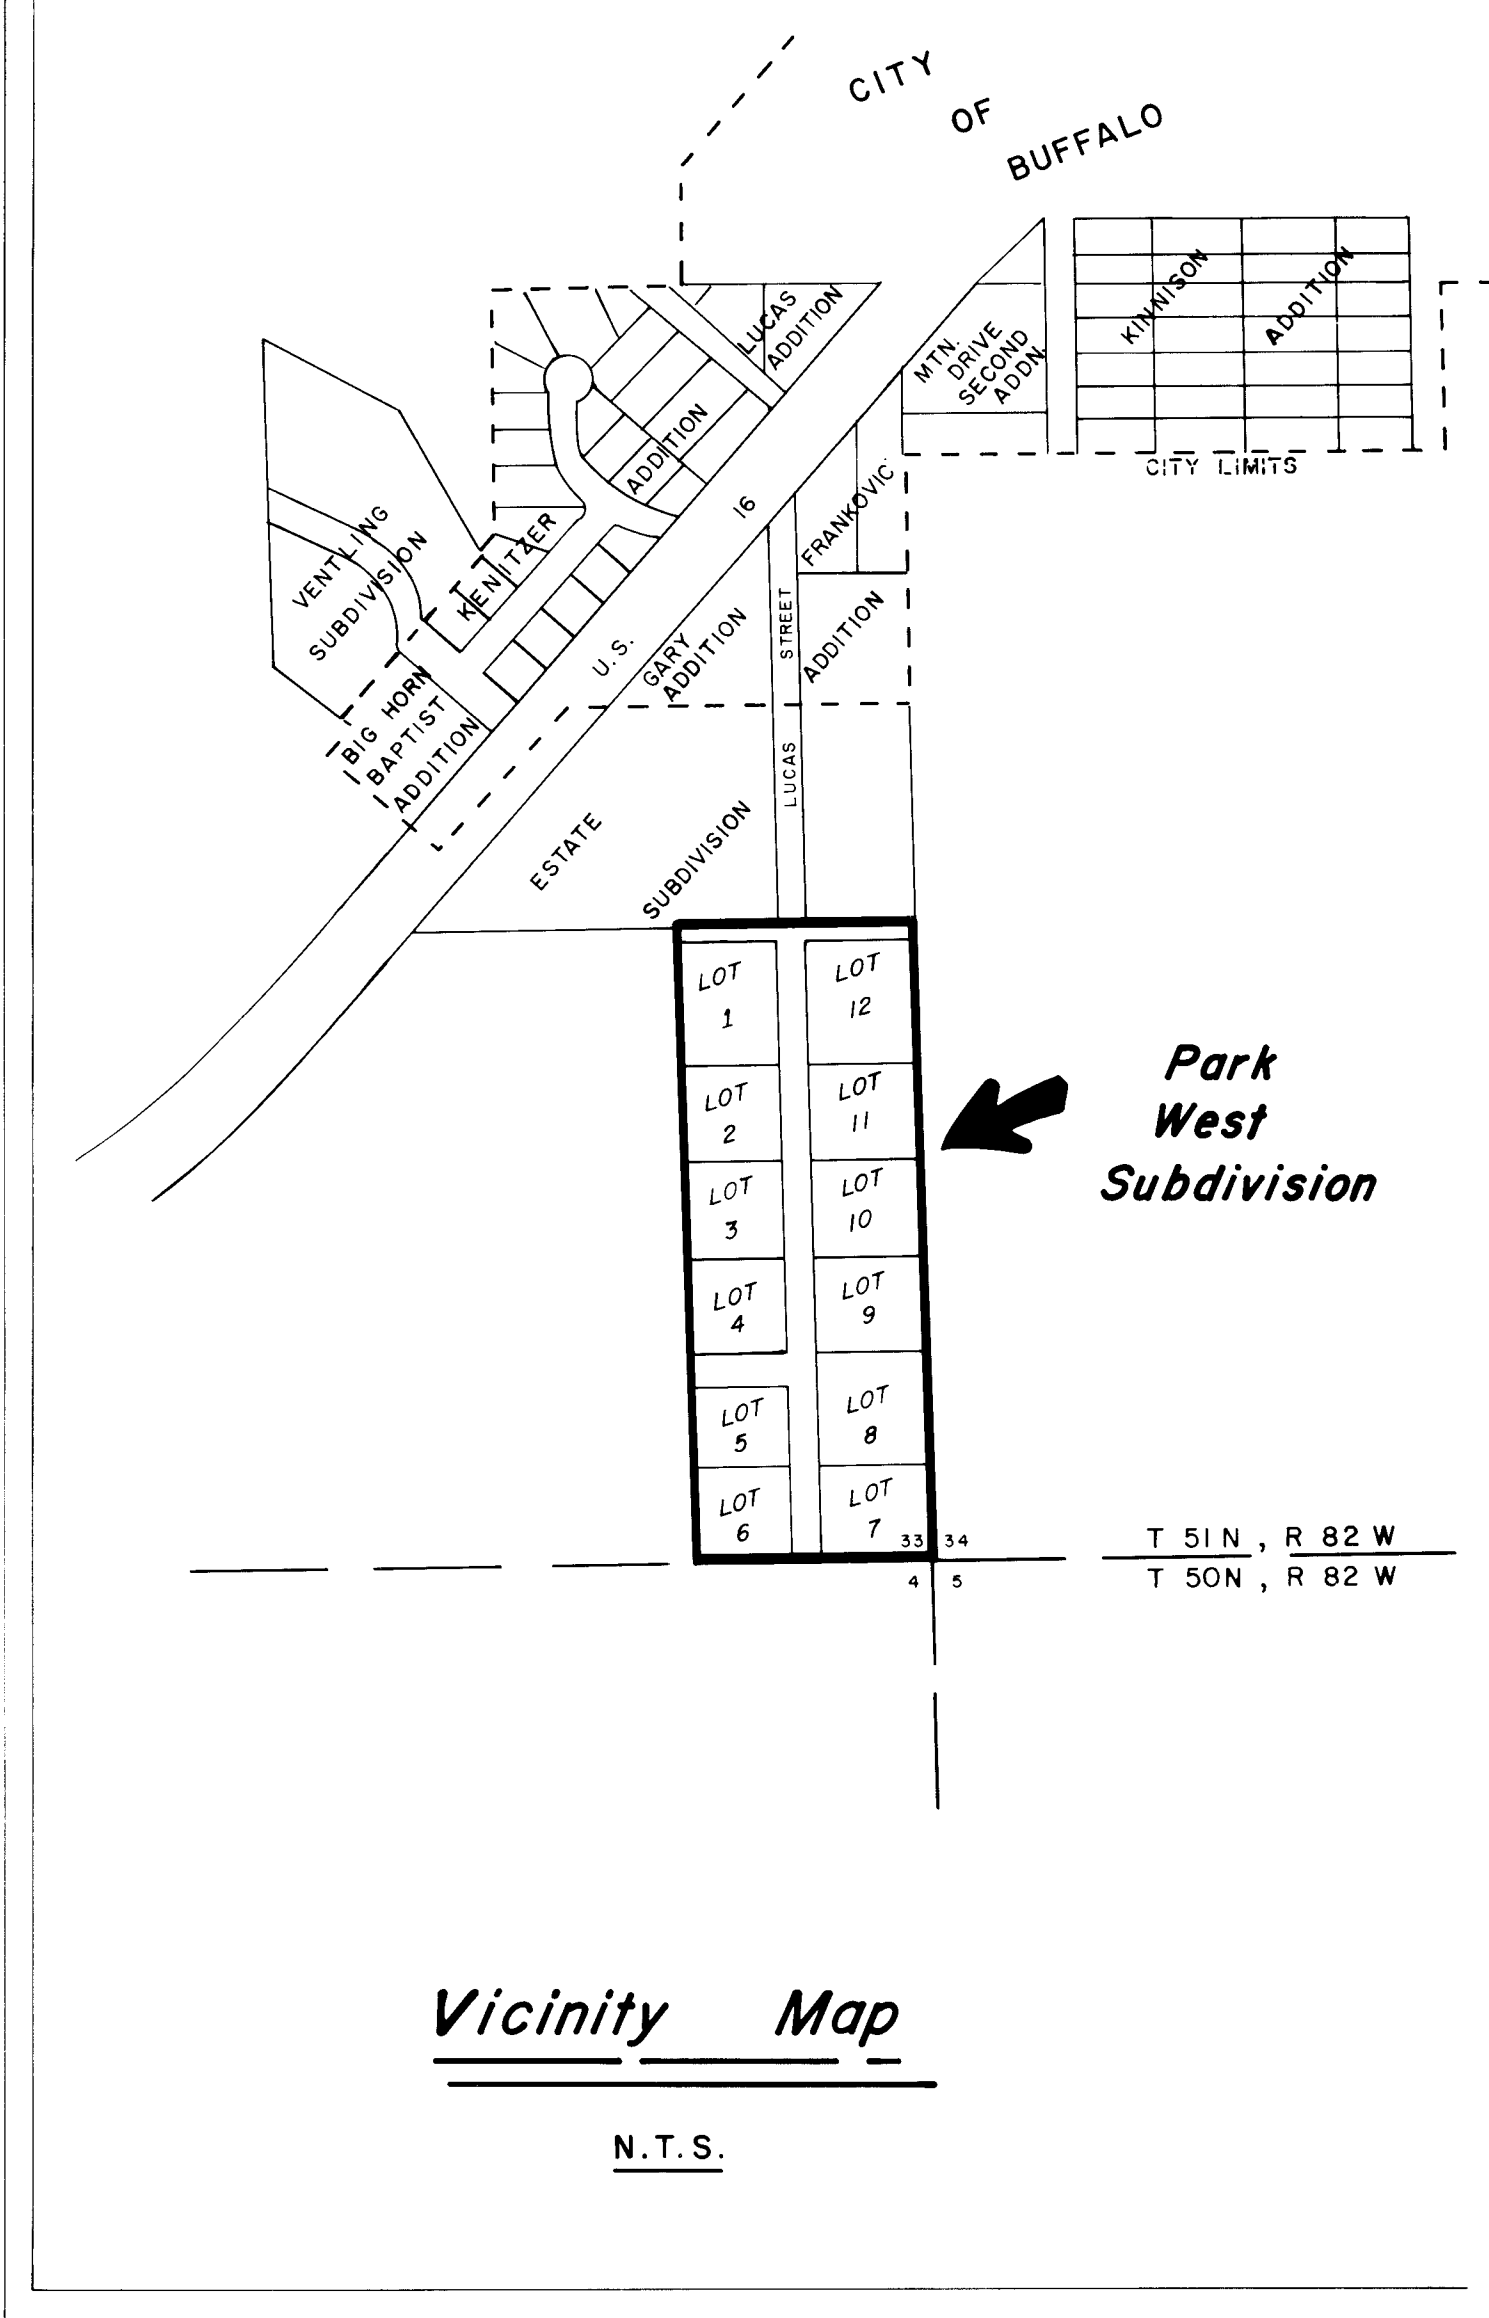 CITY
OF
BUFFALO
LUCAS
ADDITION
MTN.
DRIVE
SECOND
ADDN.
KINNISON
ADDITION
CITY LIMITS
KENITZER
ADDITION
16
U.S.
FRANKOVIC
ADDITION
VENTLING
SUBDIVISION
GARY
ADDITION
LUCAS STREET
BIG HORN
BAPTIST
ADDITION
ESTATE
SUBDIVISION
LOT
1
LOT
12
LOT
2
LOT
11
LOT
3
LOT
10
LOT
4
LOT
9
LOT
5
LOT
8
LOT
6
LOT
7
Park
West
Subdivision
33 34
4 5
T 51N, R 82 W
T 50N, R 82 W
Vicinity Map
N.T.S.